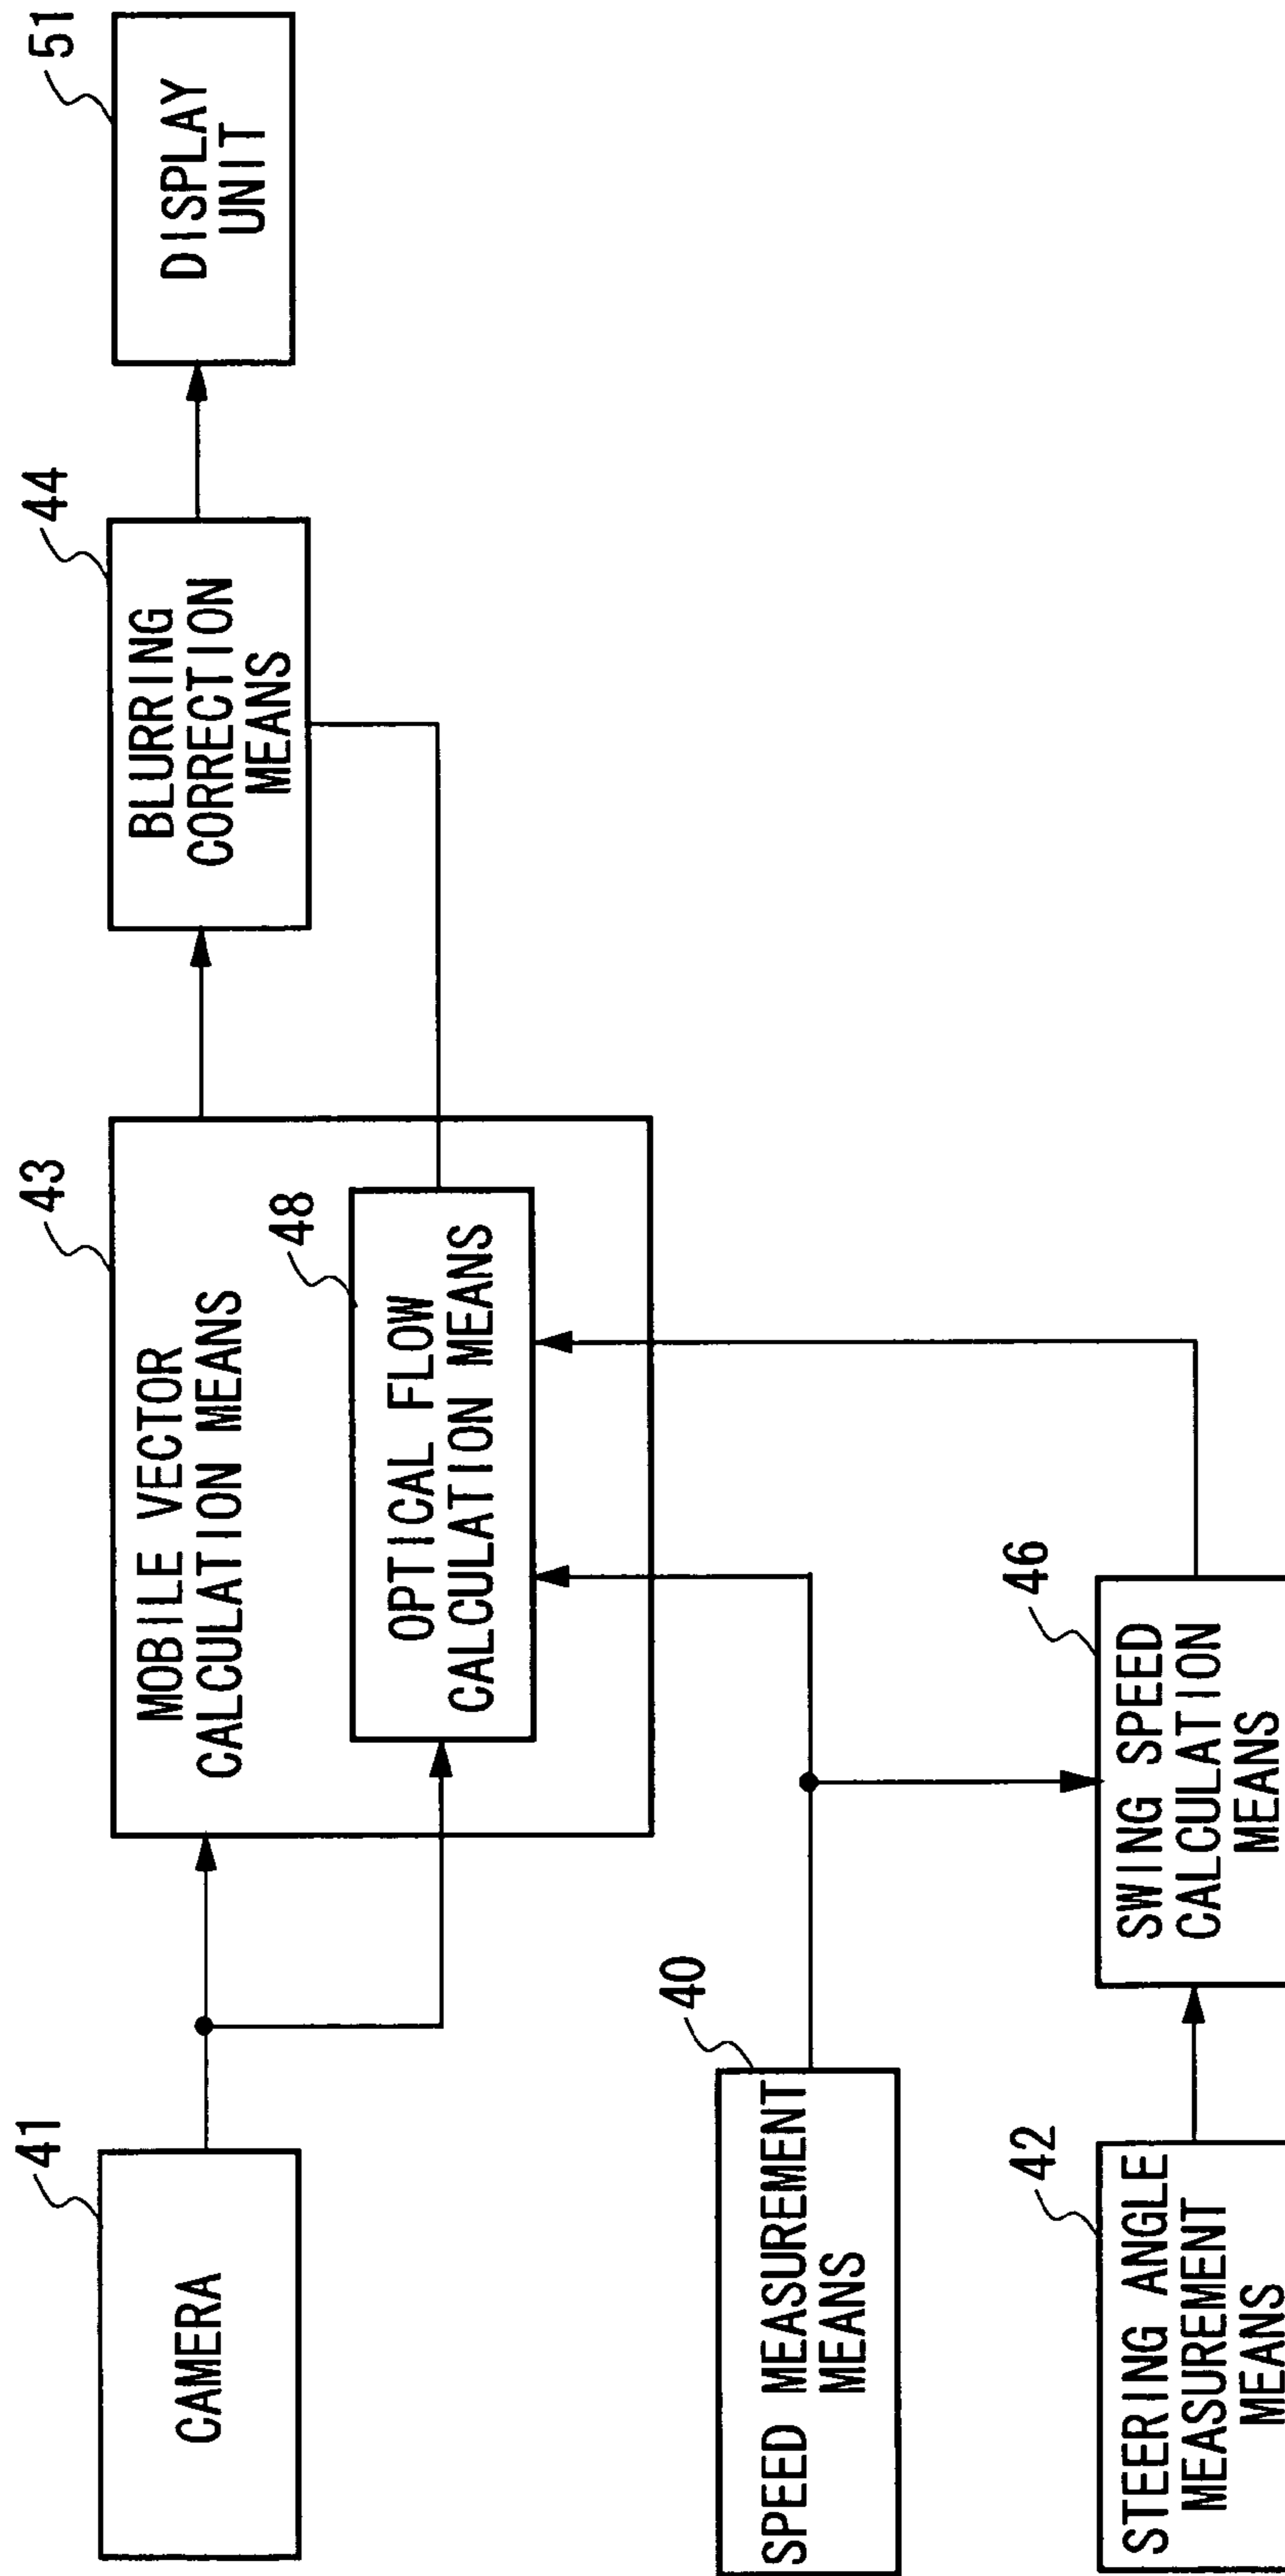 41
CAMERA
43
MOBILE VECTOR
CALCULATION MEANS
48
OPTICAL FLOW
CALCULATION MEANS
44
BLURRING
CORRECTION
MEANS
51
DISPLAY
UNIT
40
SPEED MEASUREMENT
MEANS
42
STEERING ANGLE
MEASUREMENT
MEANS
46
SWING SPEED
CALCULATION
MEANS